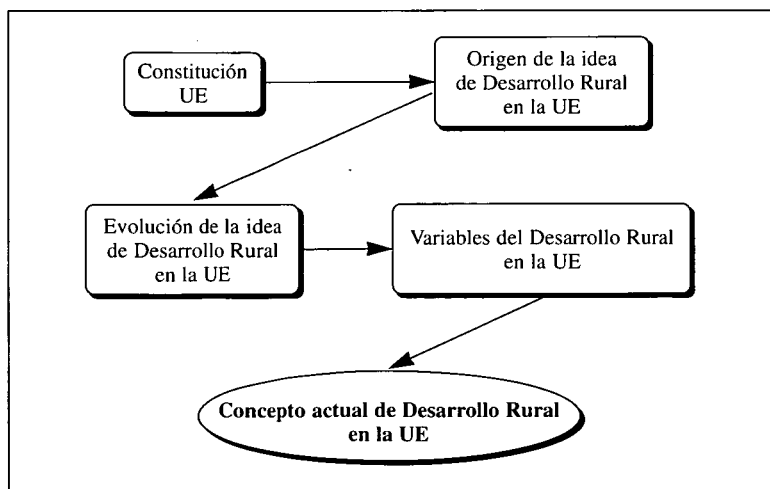 Constitución
UE
Origen de la idea
de Desarrollo Rural
en la UE
Evolución de la idea
de Desarrollo Rural
en la UE
Variables del Desarrollo Rural
en la UE
Concepto actual de Desarrollo Rural
en la UE